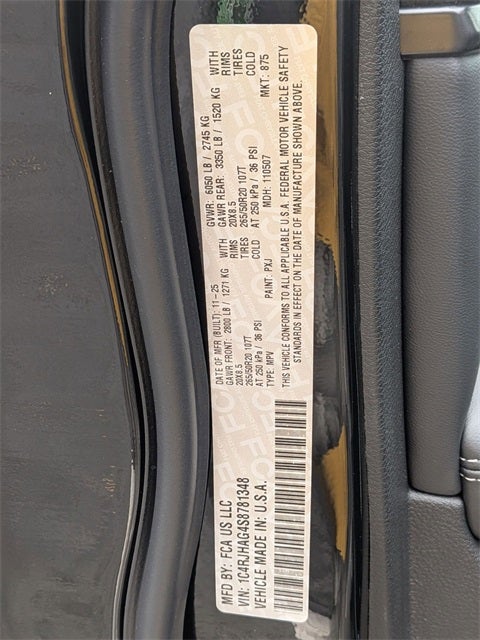 MFD BY: FCA US LLC
VIN: 1C4RJHAG4S8781348
VEHICLE MADE IN: U.S.A.
DATE OF MFR (BUILT): 11-25
GVWR: 6050 LB / 2745 KG
GAWR FRONT: 2800 LB / 1271 KG WITH
20X8.5 RIMS
265/50R20 107T TIRES
AT 250 kPa / 36 PSI COLD
GAWR REAR: 3350 LB / 1520 KG WITH
20X8.5 RIMS
265/50R20 107T TIRES
AT 250 kPa / 36 PSI COLD
TYPE: MPV PAINT: PXJ MDH: 110507 MKT: 875
THIS VEHICLE CONFORMS TO ALL APPLICABLE U.S.A. FEDERAL MOTOR VEHICLE SAFETY
STANDARDS IN EFFECT ON THE DATE OF MANUFACTURE SHOWN ABOVE.